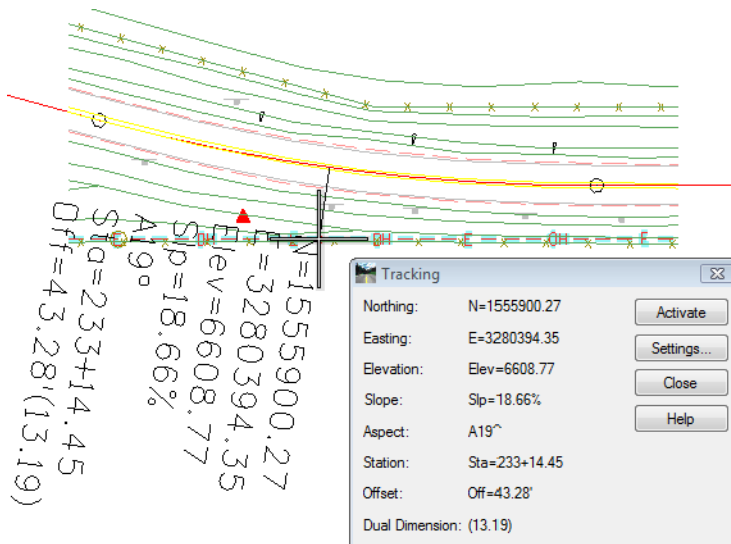 N=1555900.27
E=3280394.35
Elev=6608.77
Slp=18.66%
A19°
Sta=233+14.45
Off=43.28'(13.19)
OH
E
OH
E
Tracking
Northing: N=1555900.27
Activate
Easting: E=3280394.35
Settings...
Elevation: Elev=6608.77
Close
Slope: Slp=18.66%
Help
Aspect: A19^
Station: Sta=233+14.45
Offset: Off=43.28'
Dual Dimension: (13.19)